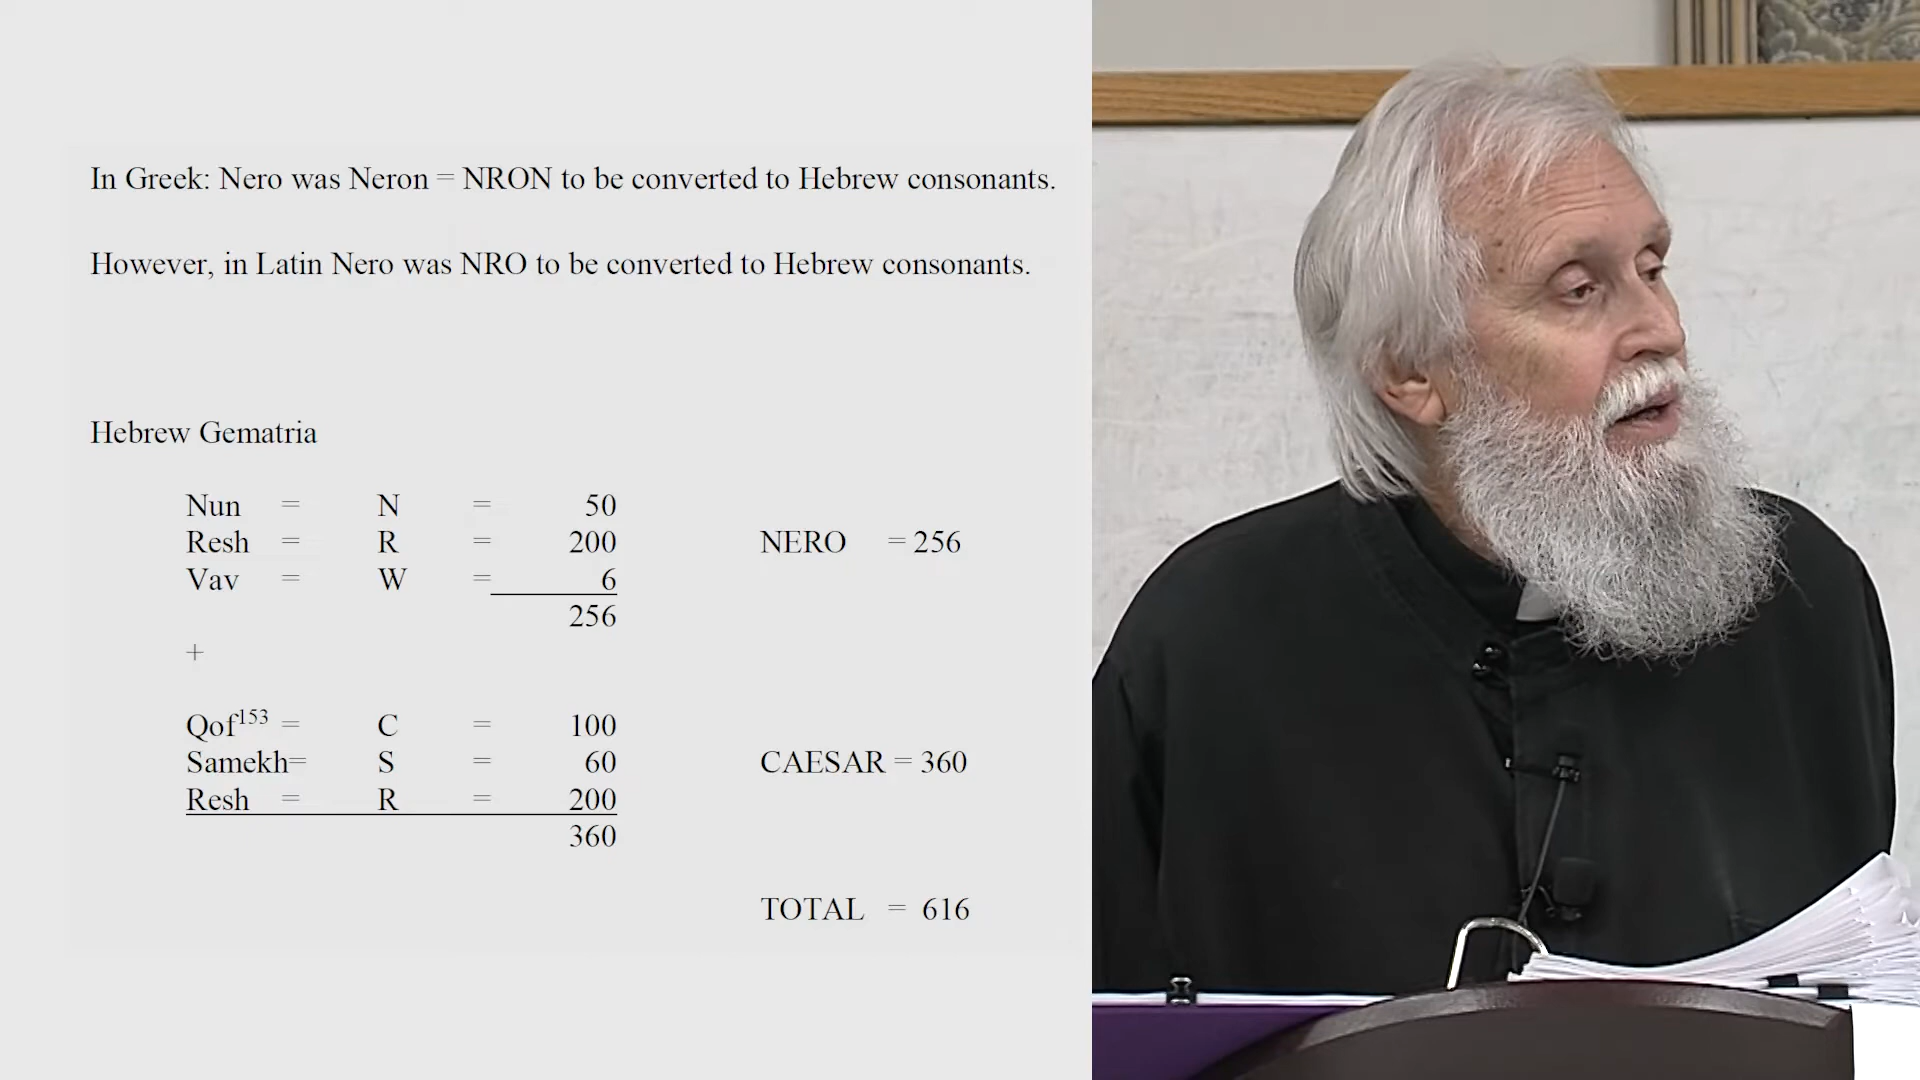 In Greek: Nero was Neron = NRON to be converted to Hebrew consonants.
However, in Latin Nero was NRO to be converted to Hebrew consonants.
Hebrew Gematria
Nun = N = 50
Resh = R = 200 NERO = 256
Vav = W = 6
256
+
Qof153 = C = 100
Samekh= S = 60 CAESAR = 360
Resh = R = 200
360
TOTAL = 616